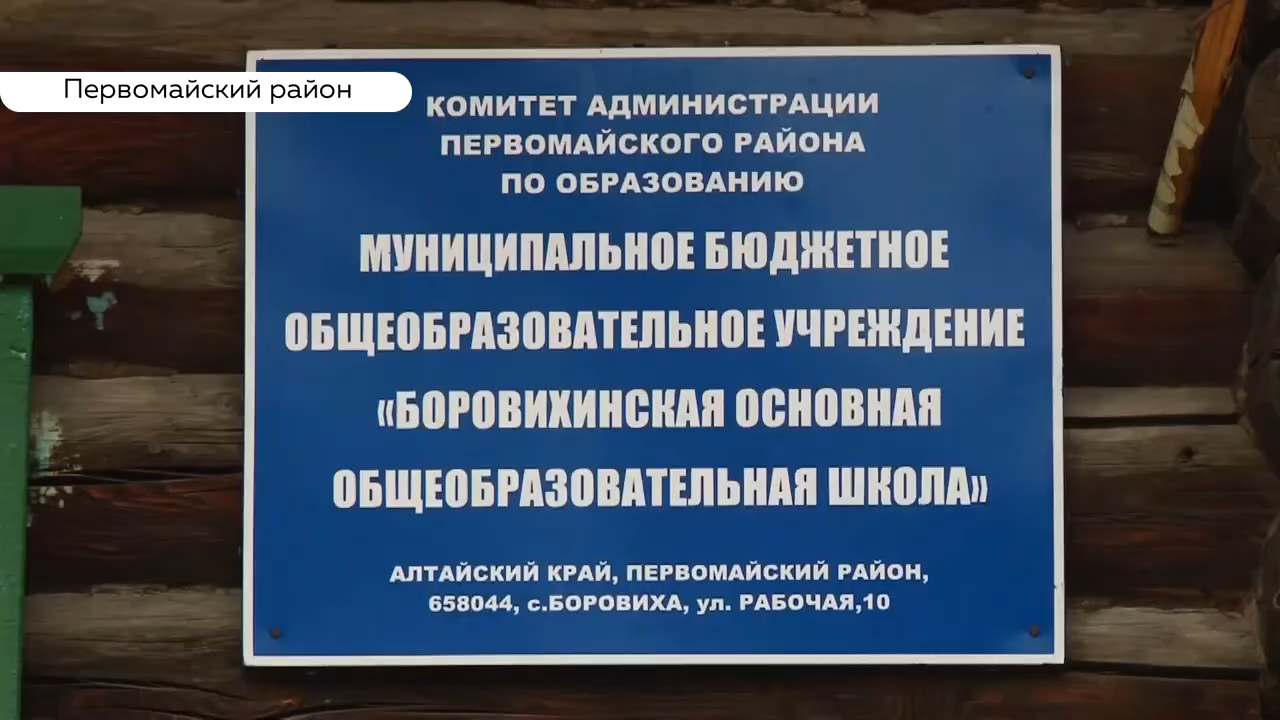 Первомайский район
КОМИТЕТ АДМИНИСТРАЦИИ
ПЕРВОМАЙСКОГО РАЙОНА
ПО ОБРАЗОВАНИЮ
МУНИЦИПАЛЬНОЕ БЮДЖЕТНОЕ
ОБЩЕОБРАЗОВАТЕЛЬНОЕ УЧРЕЖДЕНИЕ
«БОРОВИХИНСКАЯ ОСНОВНАЯ
ОБЩЕОБРАЗОВАТЕЛЬНАЯ ШКОЛА»
АЛТАЙСКИЙ КРАЙ, ПЕРВОМАЙСКИЙ РАЙОН,
658044, с.БОРОВИХА, ул. РАБОЧАЯ,10